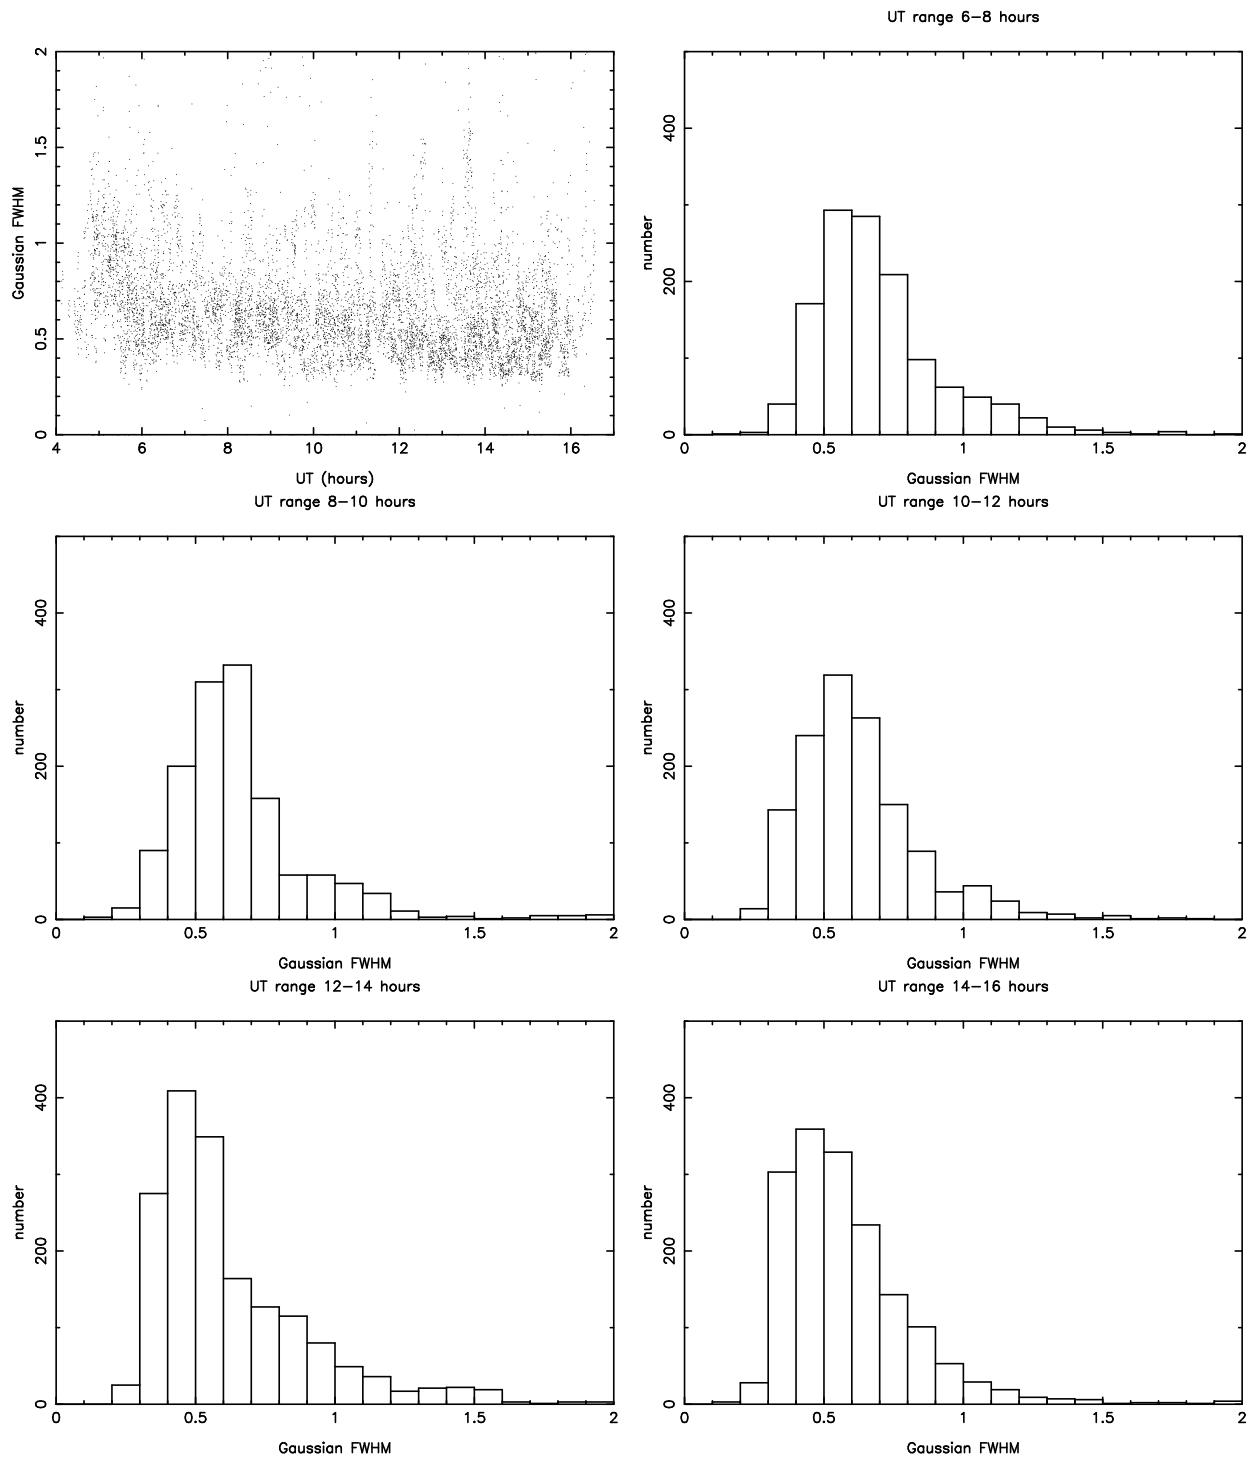 UT range 6-8 hours
2
1.5
1
0.5
0
Gaussian FWHM
4 6 8 10 12 14 16
UT (hours)
400
200
0
number
0 0.5 1 1.5 2
Gaussian FWHM
UT range 8-10 hours
400
200
0
number
0 0.5 1 1.5 2
Gaussian FWHM
UT range 10-12 hours
400
200
0
number
0 0.5 1 1.5 2
Gaussian FWHM
UT range 12-14 hours
400
200
0
number
0 0.5 1 1.5 2
Gaussian FWHM
UT range 14-16 hours
400
200
0
number
0 0.5 1 1.5 2
Gaussian FWHM